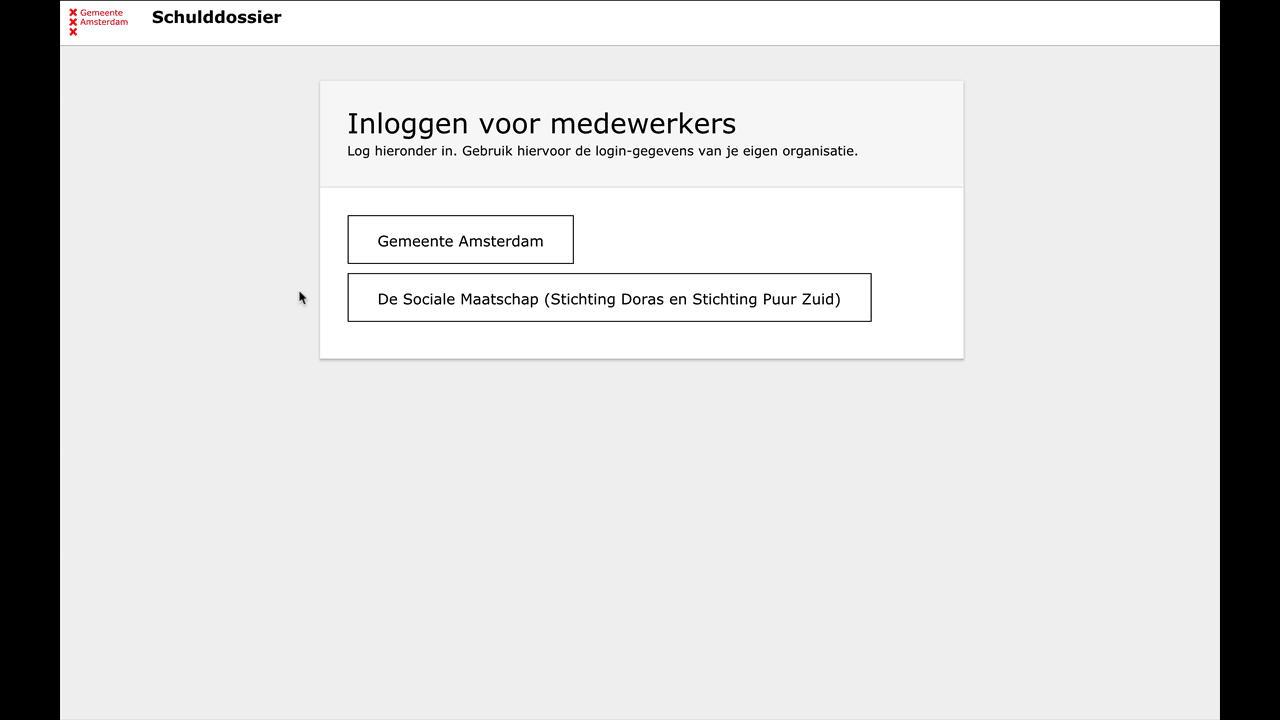 Gemeente
Amsterdam
Schulddossier
Inloggen voor medewerkers
Log hieronder in. Gebruik hiervoor de login-gegevens van je eigen organisatie.
Gemeente Amsterdam
De Sociale Maatschap (Stichting Doras en Stichting Puur Zuid)